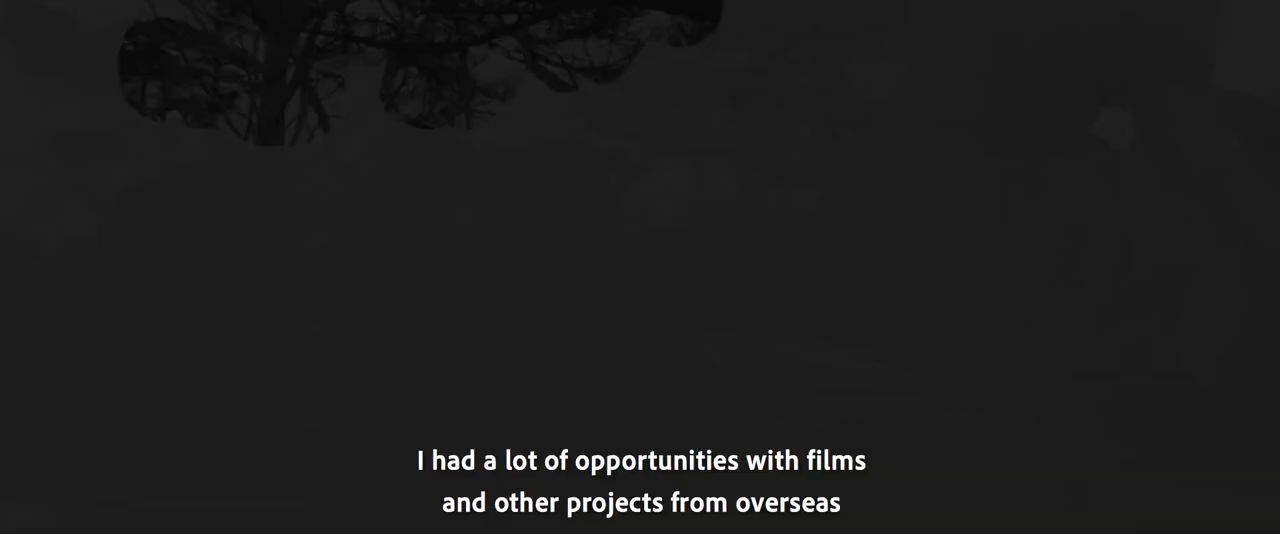 I had a lot of opportunities with films
and other projects from overseas